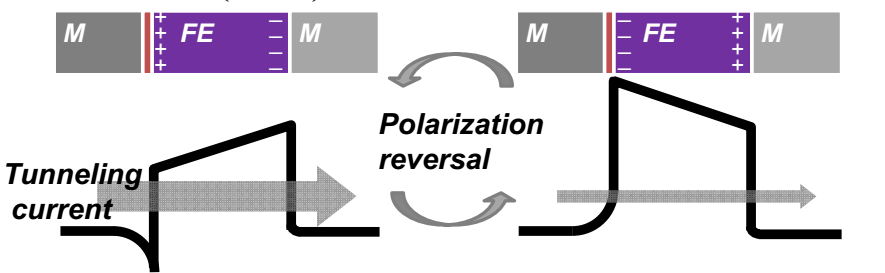 M + + + + FE − − − − M
M − − − − FE + + + + M
Polarization
reversal
Tunneling
current